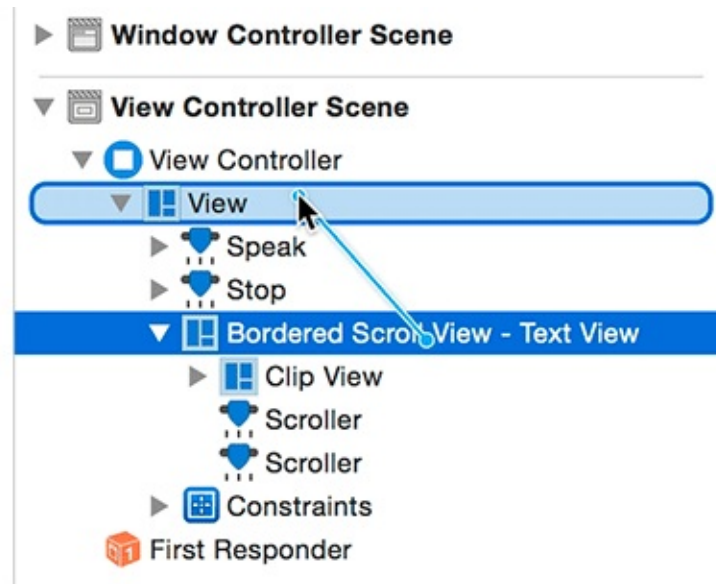 Window Controller Scene
View Controller Scene
View Controller
View
Speak
Stop
Bordered Scroll View - Text View
Clip View
Scroller
Scroller
Constraints
First Responder